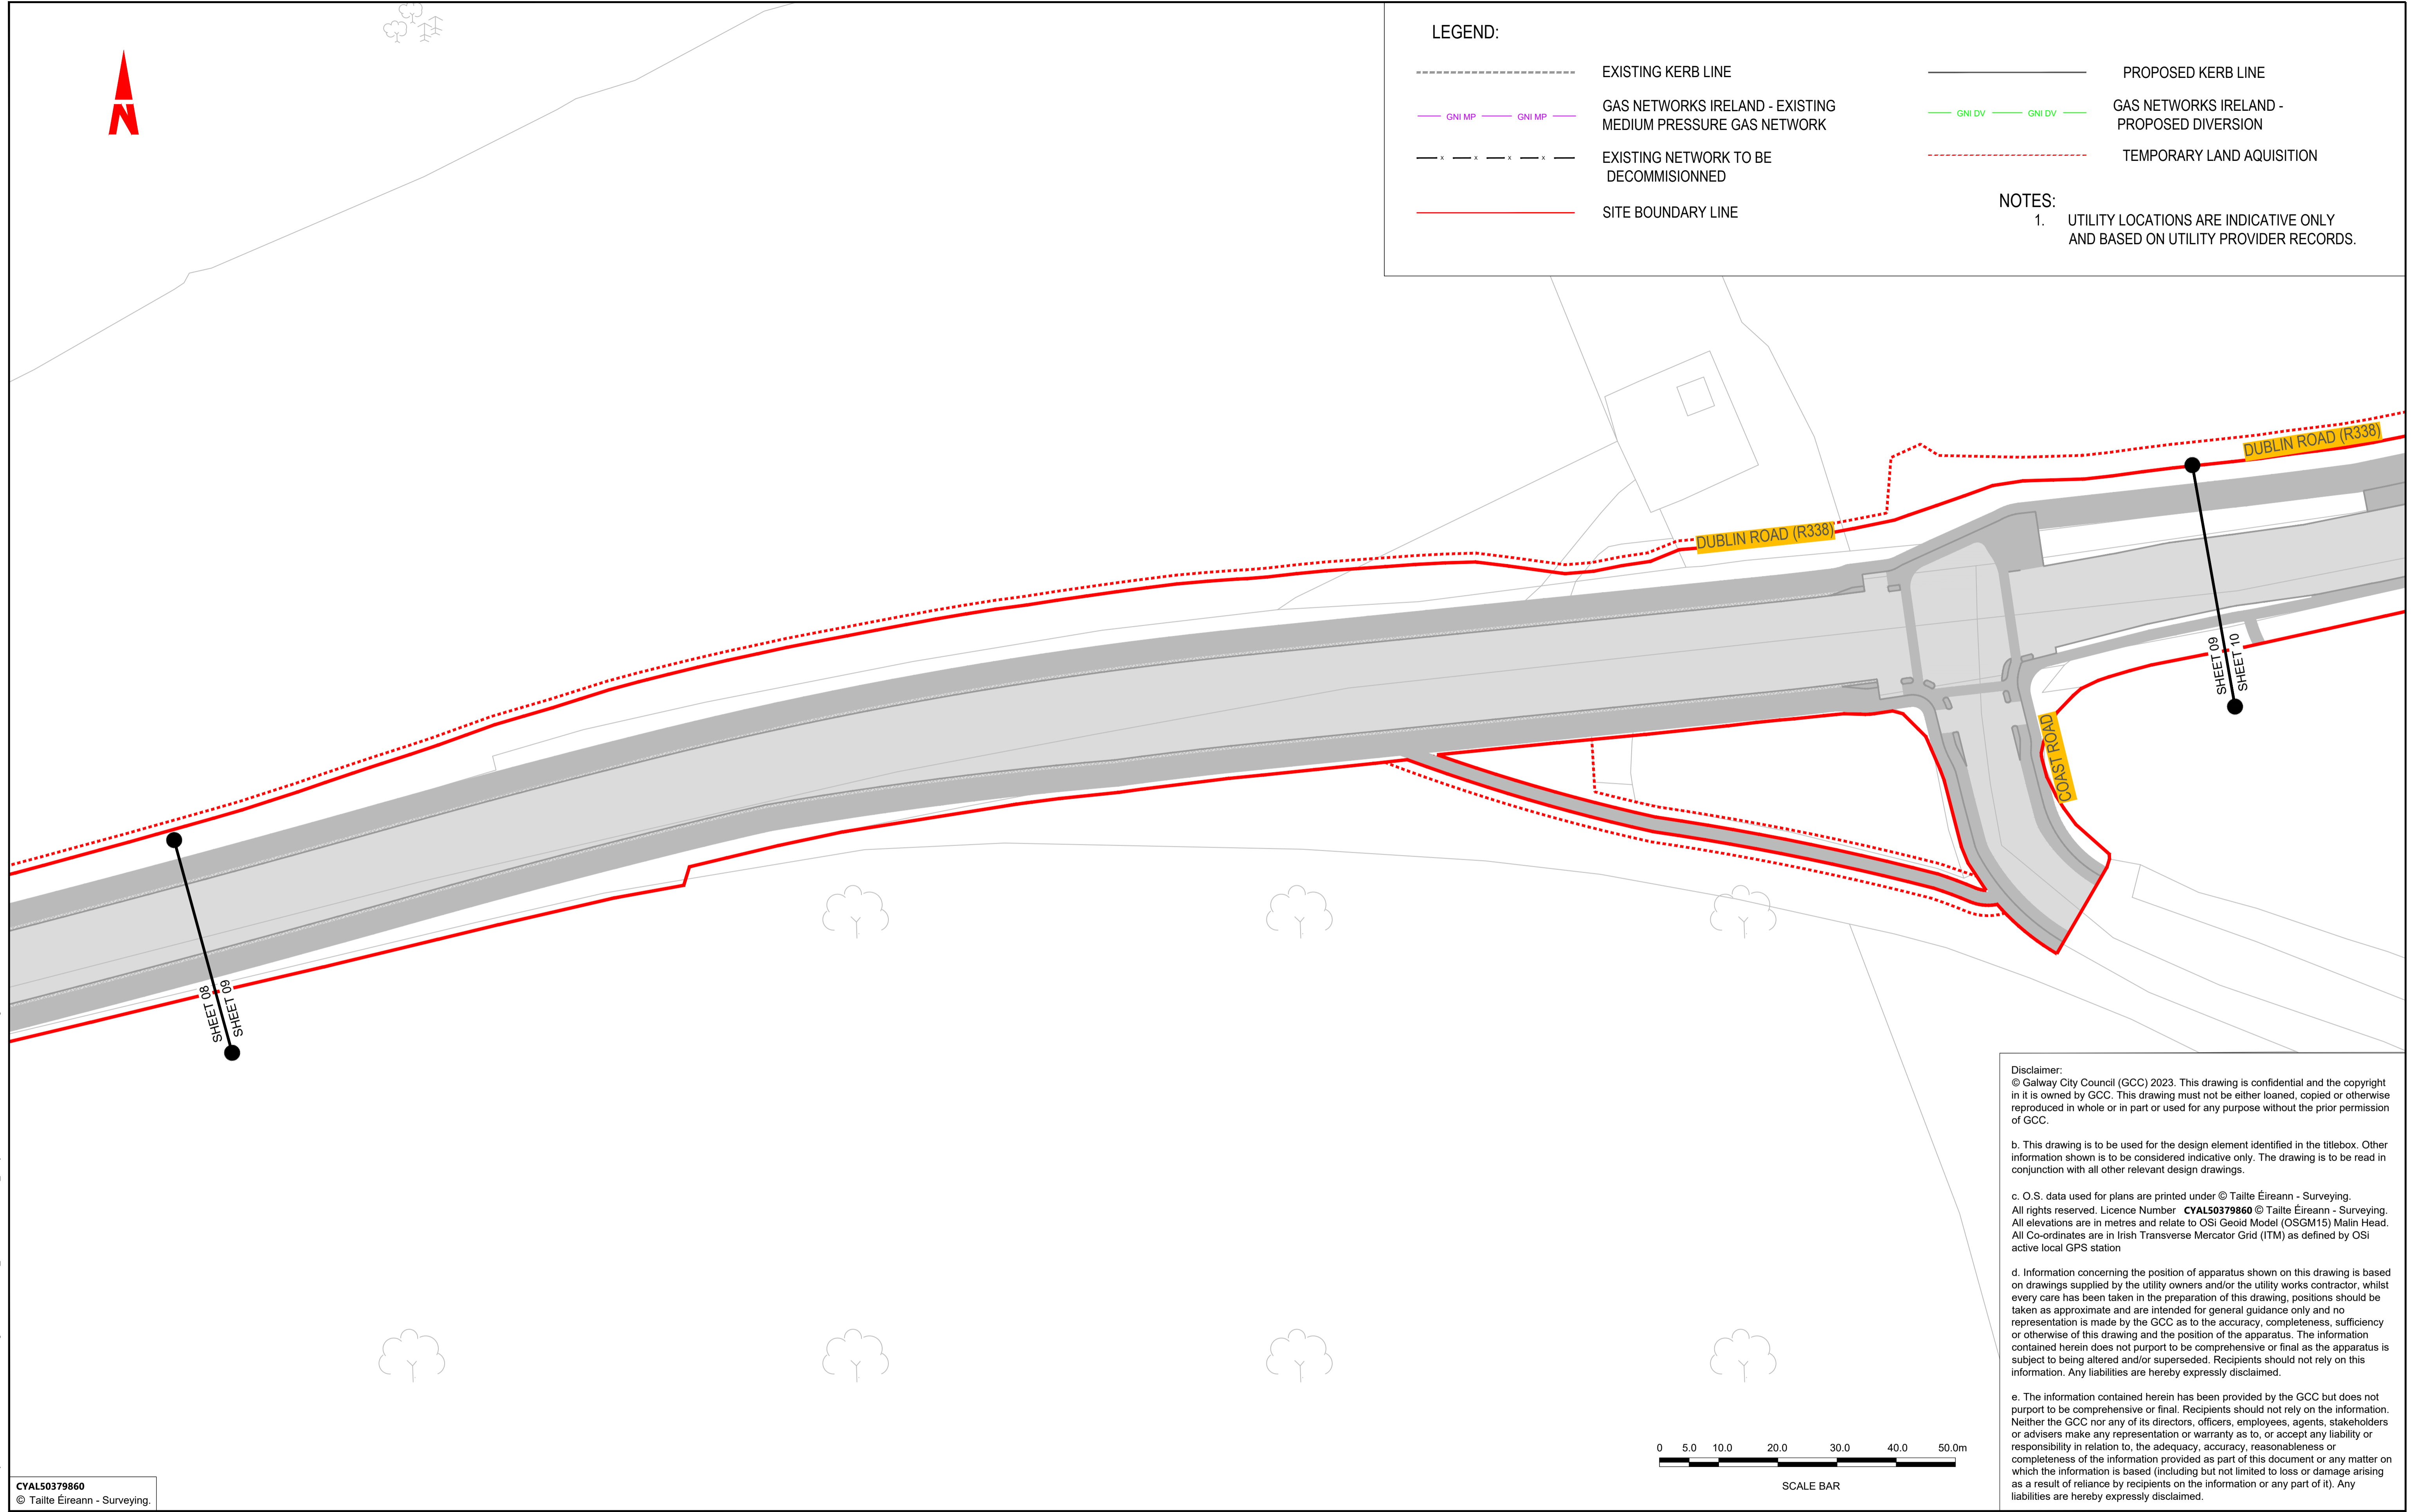 LEGEND:
EXISTING KERB LINE
GNI MP GNI MP
GAS NETWORKS IRELAND - EXISTING
MEDIUM PRESSURE GAS NETWORK
x x x x
EXISTING NETWORK TO BE
DECOMMISIONNED
SITE BOUNDARY LINE
PROPOSED KERB LINE
GNI DV GNI DV
GAS NETWORKS IRELAND -
PROPOSED DIVERSION
TEMPORARY LAND AQUISITION
NOTES:
1. UTILITY LOCATIONS ARE INDICATIVE ONLY
AND BASED ON UTILITY PROVIDER RECORDS.
N
DUBLIN ROAD (R338)
DUBLIN ROAD (R338)
SHEET 09
SHEET 10
COAST ROAD
SHEET 08
SHEET 09
Disclaimer:
© Galway City Council (GCC) 2023. This drawing is confidential and the copyright
in it is owned by GCC. This drawing must not be either loaned, copied or otherwise
reproduced in whole or in part or used for any purpose without the prior permission
of GCC.
b. This drawing is to be used for the design element identified in the titlebox. Other
information shown is to be considered indicative only. The drawing is to be read in
conjunction with all other relevant design drawings.
c. O.S. data used for plans are printed under © Tailte Éireann - Surveying.
All rights reserved. Licence Number CYAL50379860 © Tailte Éireann - Surveying.
All elevations are in metres and relate to OSi Geoid Model (OSGM15) Malin Head.
All Co-ordinates are in Irish Transverse Mercator Grid (ITM) as defined by OSi
active local GPS station
d. Information concerning the position of apparatus shown on this drawing is based
on drawings supplied by the utility owners and/or the utility works contractor, whilst
every care has been taken in the preparation of this drawing, positions should be
taken as approximate and are intended for general guidance only and no
representation is made by the GCC as to the accuracy, completeness, sufficiency
or otherwise of this drawing and the position of the apparatus. The information
contained herein does not purport to be comprehensive or final as the apparatus is
subject to being altered and/or superseded. Recipients should not rely on this
information. Any liabilities are hereby expressly disclaimed.
e. The information contained herein has been provided by the GCC but does not
purport to be comprehensive or final. Recipients should not rely on the information.
Neither the GCC nor any of its directors, officers, employees, agents, stakeholders
or advisers make any representation or warranty as to, or accept any liability or
responsibility in relation to, the adequacy, accuracy, reasonableness or
completeness of the information provided as part of this document or any matter on
which the information is based (including but not limited to loss or damage arising
as a result of reliance by recipients on the information or any part of it). Any
liabilities are hereby expressly disclaimed.
0 5.0 10.0 20.0 30.0 40.0 50.0m
SCALE BAR
CYAL50379860
© Tailte Éireann - Surveying.